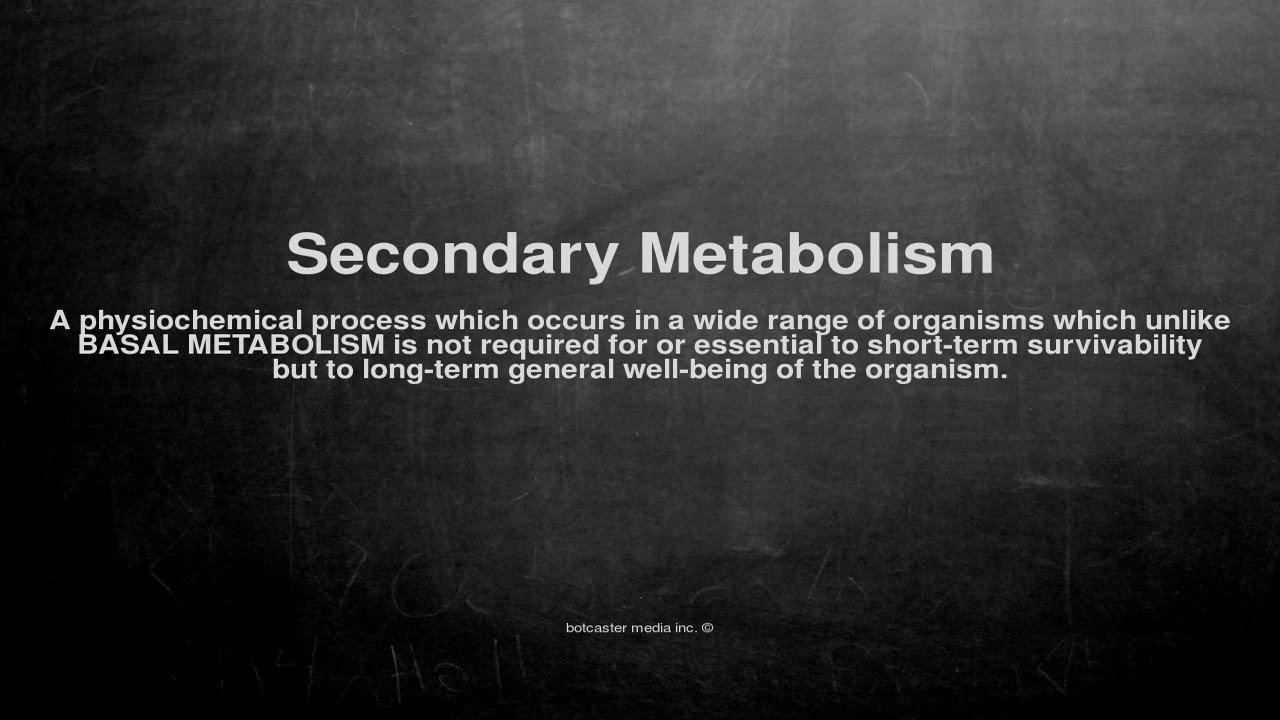 Secondary Metabolism
A physiochemical process which occurs in a wide range of organisms which unlike
BASAL METABOLISM is not required for or essential to short-term survivability
but to long-term general well-being of the organism.
botcaster media inc. ©